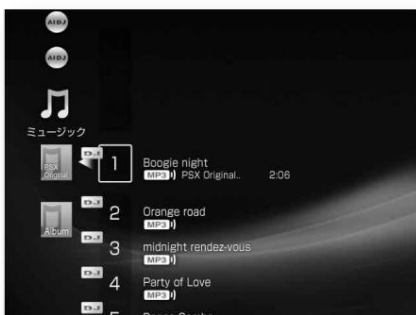 AIDJ
AIDJ
ミュージック
PSX
Original
DJ
1
Boogie night
MP3 PSX Original.. 2:06
Album
DJ
2
Orange road
MP3
DJ
3
midnight rendez-vous
MP3
DJ
4
Party of Love
MP3
DJ
5